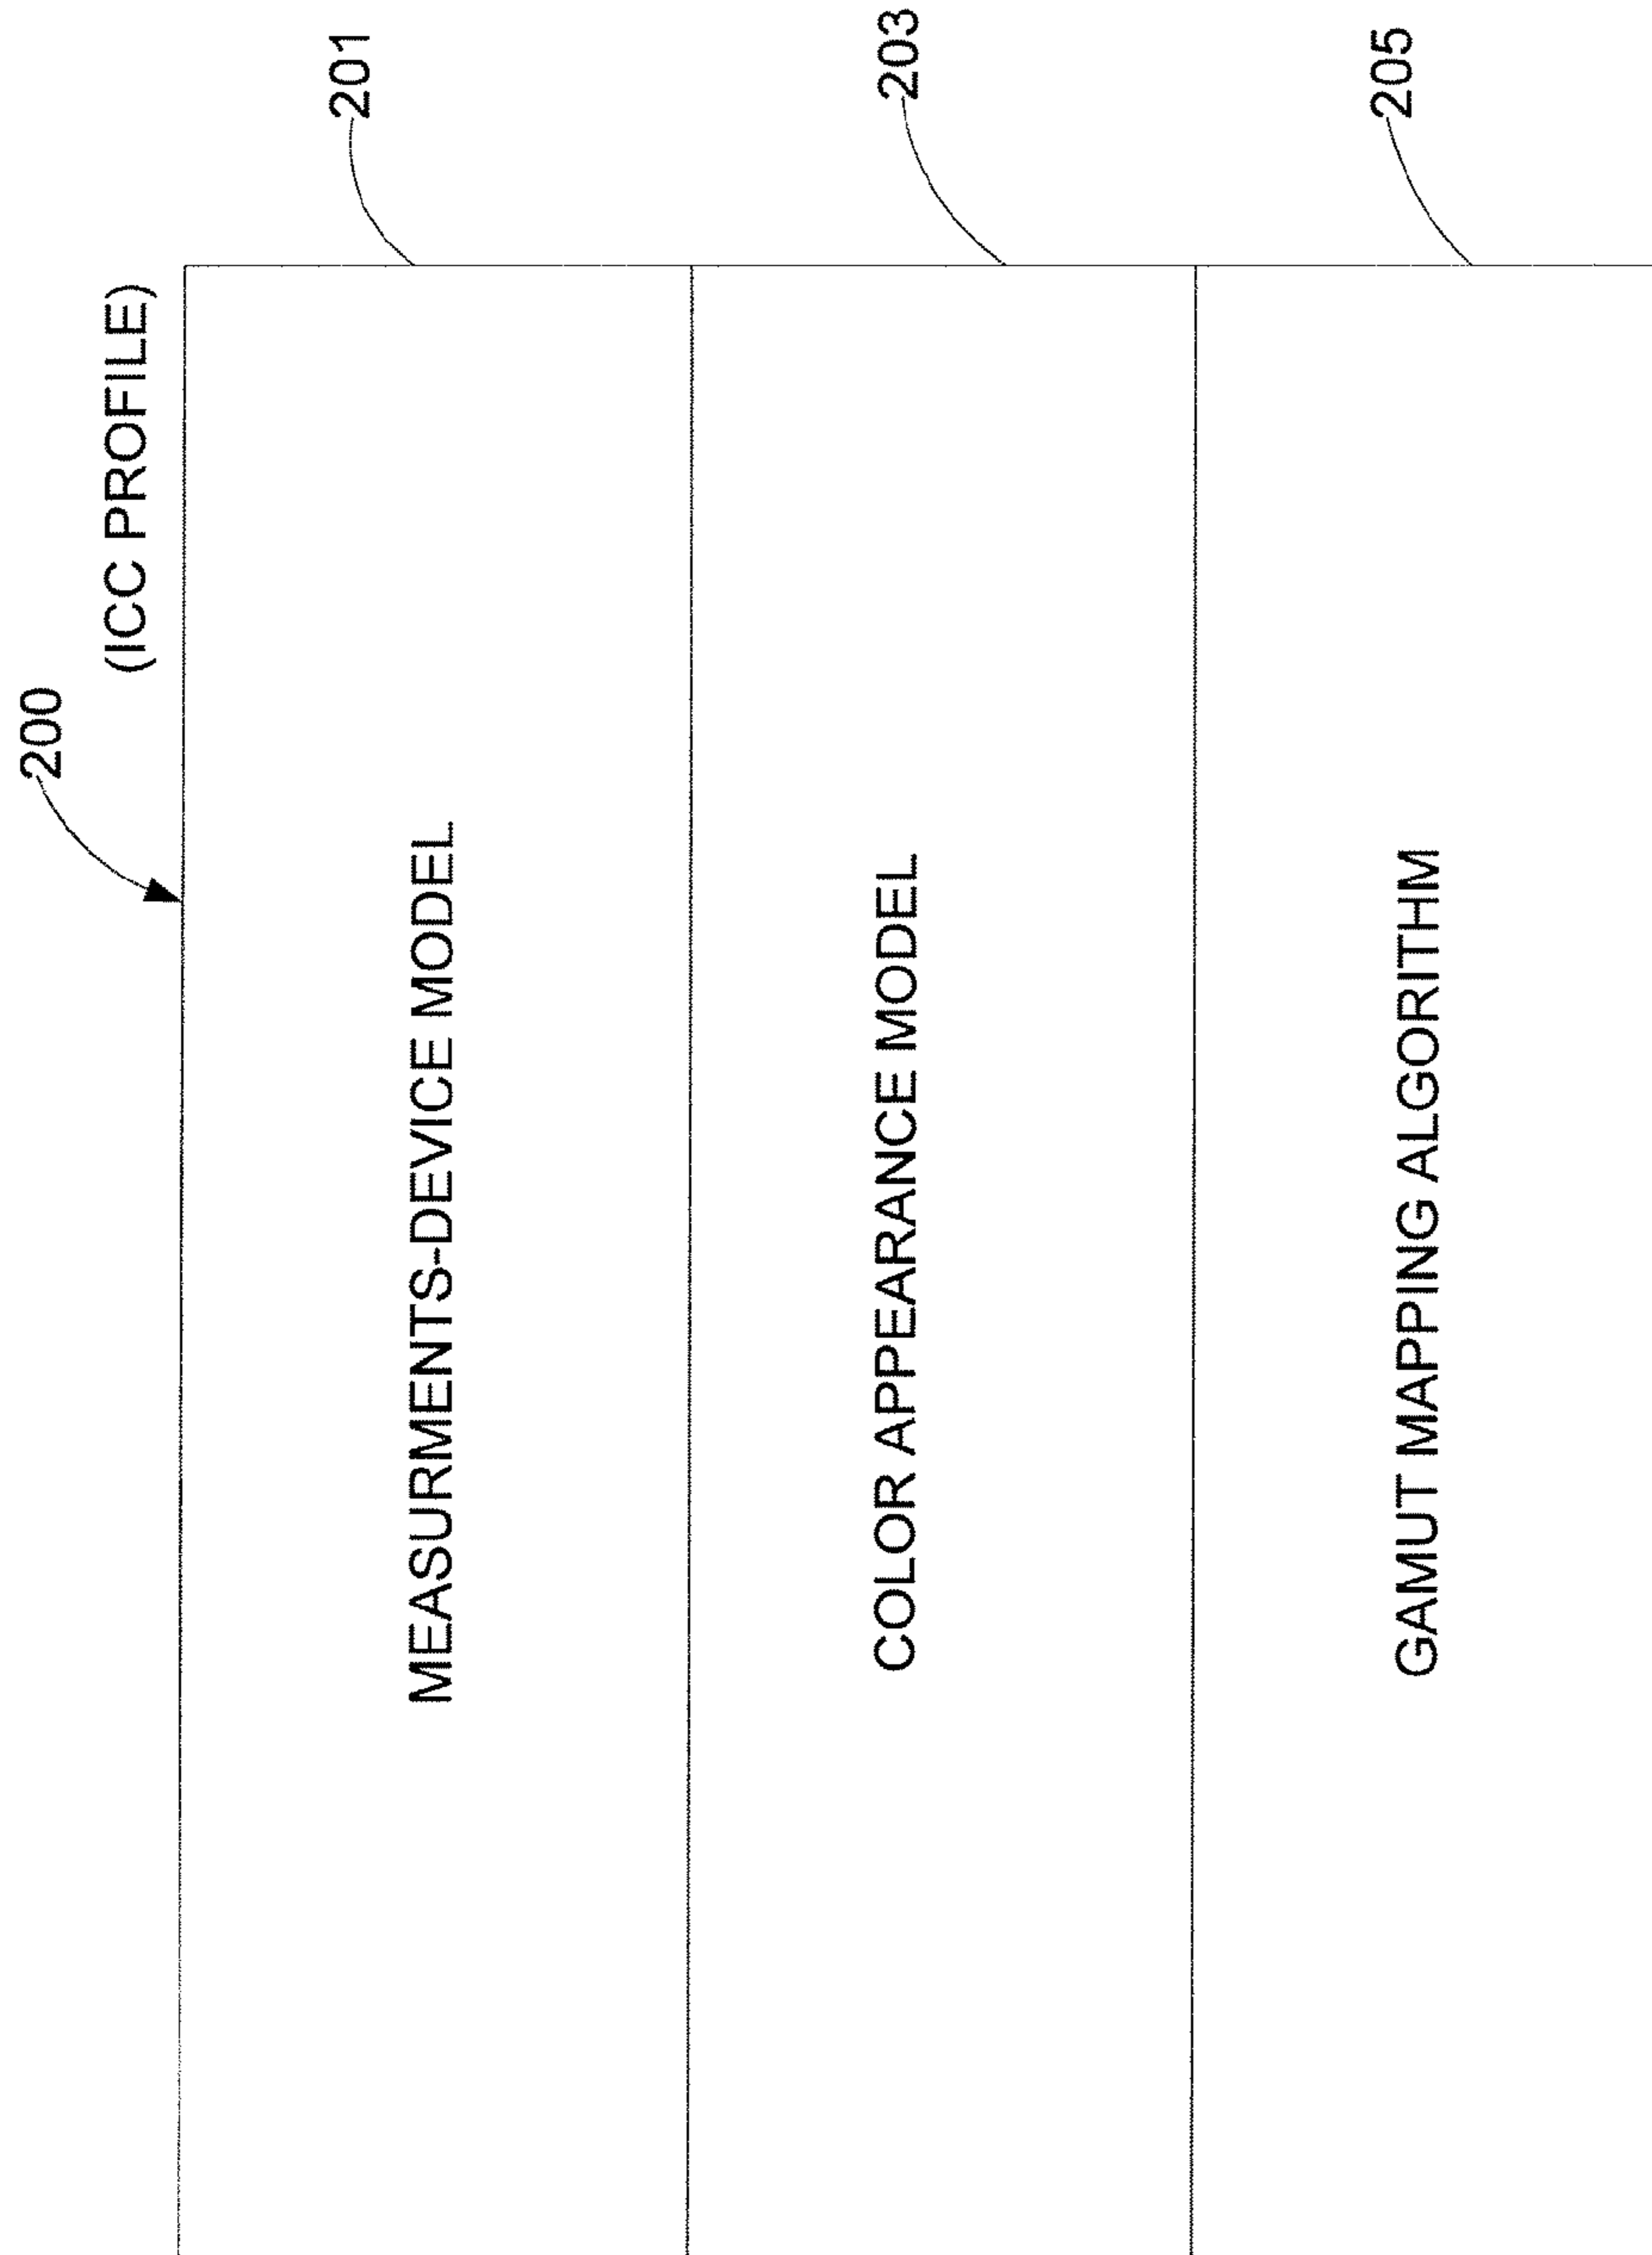 200
(ICC PROFILE)
MEASURMENTS-DEVICE MODEL
201
COLOR APPEARANCE MODEL
203
GAMUT MAPPING ALGORITHM
205